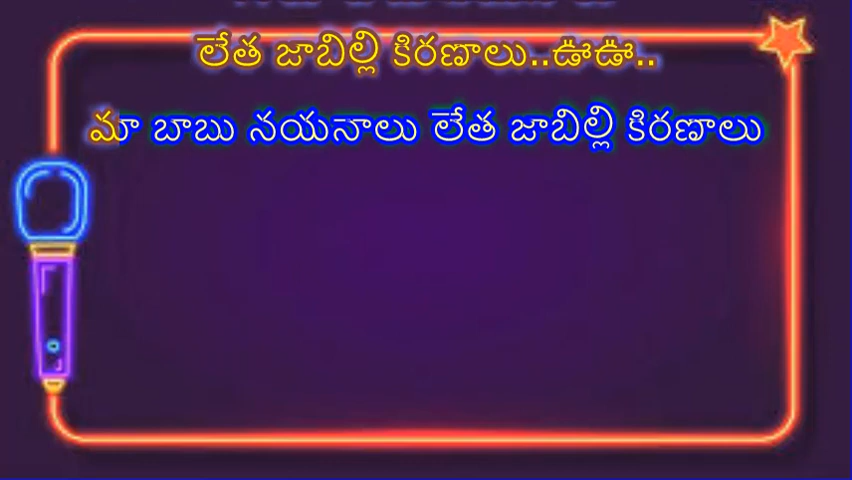 లేత జాబిల్లి కిరణాలు..ఊఊ..
మా బాబు నయనాలు లేత జాబిల్లి కిరణాలు